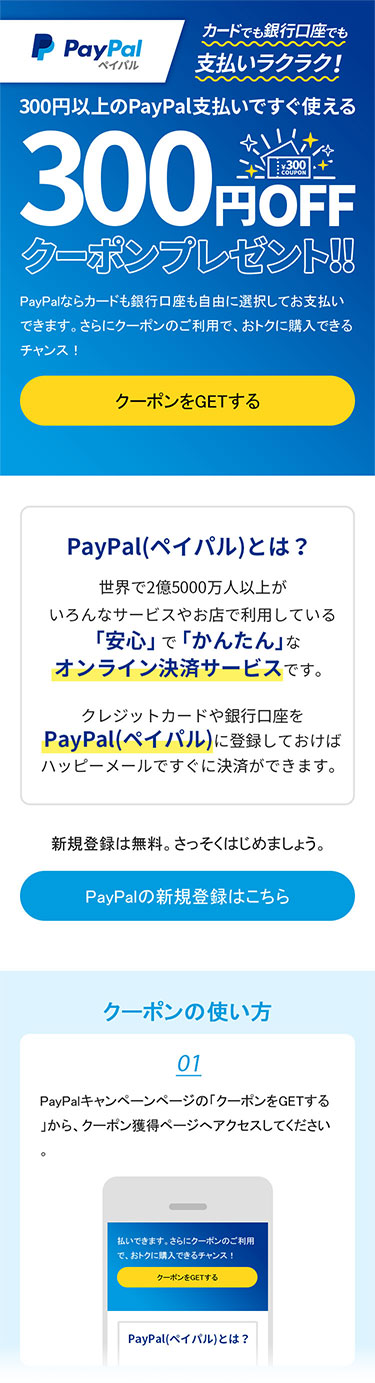 PayPal
ペイパル
カードでも銀行口座でも
支払いラクラク!
300円以上のPayPal支払いですぐ使える
¥300
COUPON
300円OFF
クーポンプレゼント!!
PayPalならカードも銀行口座も自由に選択してお支払い
できます。さらにクーポンのご利用で、おトクに購入できる
チャンス！
クーポンをGETする
PayPal(ペイパル)とは？
世界で2億5000万人以上が
いろんなサービスやお店で利用している
「安心」で「かんたん」な
オンライン決済サービスです。
クレジットカードや銀行口座を
PayPal(ペイパル)に登録しておけば
ハッピーメールですぐに決済ができます。
新規登録は無料。さっそくはじめましょう。
PayPalの新規登録はこちら
クーポンの使い方
01
PayPalキャンペーンページの「クーポンをGETする
」から、クーポン獲得ページへアクセスしてください
。
払いできます。さらにクーポンのご利用
で、おトクに購入できるチャンス！
クーポンをGETする
PayPal(ペイパル)とは？